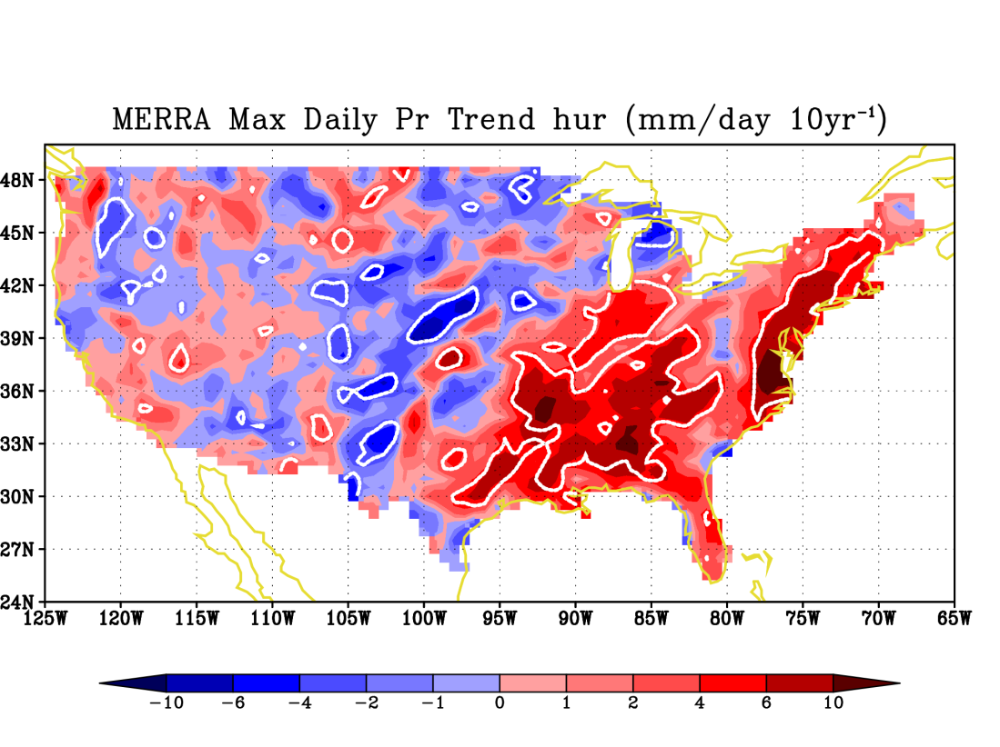 MERRA Max Daily Pr Trend hur (mm/day 10yr⁻¹)
48N
45N
42N
39N
36N
33N
30N
27N
24N
125W 120W 115W 110W 105W 100W 95W 90W 85W 80W 75W 70W 65W
−10 −6 −4 −2 −1 0 1 2 4 6 10